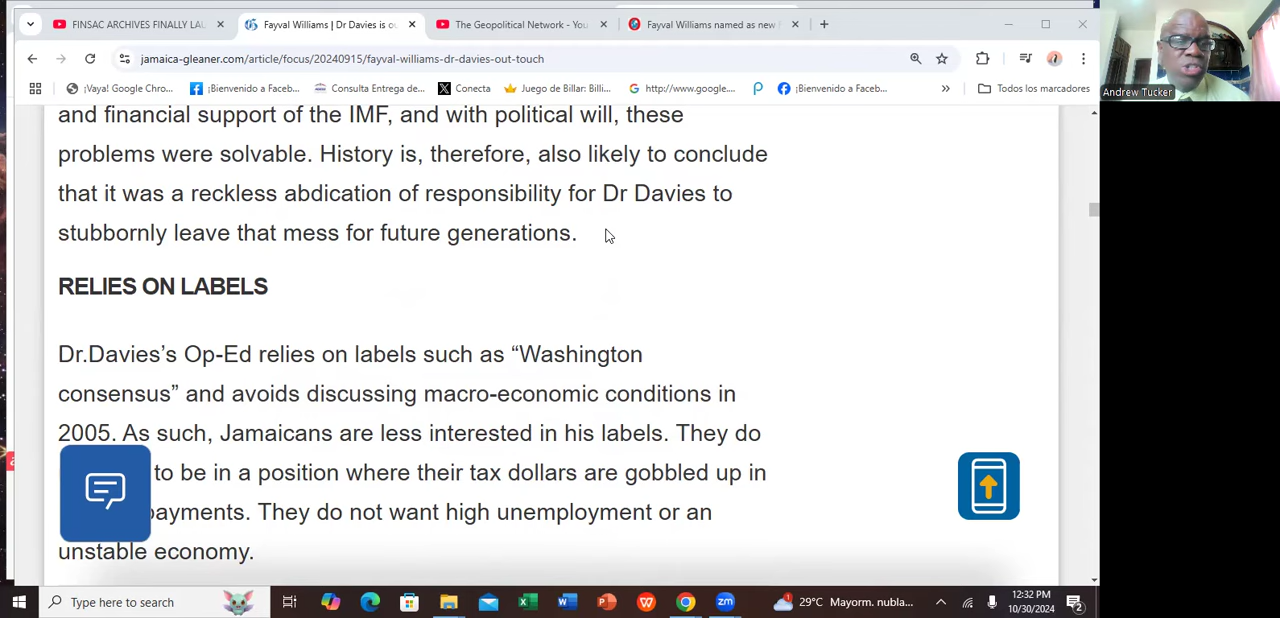 FINSAC ARCHIVES FINALLY LAU
Fayval Williams | Dr Davies is ou
The Geopolitical Network - You
Fayval Williams named as new
jamaica-gleaner.com/article/focus/20240915/fayval-williams-dr-davies-out-touch
¡Vaya! Google Chro...
¡Bienvenido a Faceb...
Consulta Entrega de...
Conecta
Juego de Billar: Billi...
http://www.google....
¡Bienvenido a Faceb...
»
Todos los marcadores
Andrew Tucker
and financial support of the IMF, and with political will, these
problems were solvable. History is, therefore, also likely to conclude
that it was a reckless abdication of responsibility for Dr Davies to
stubbornly leave that mess for future generations.
RELIES ON LABELS
Dr.Davies’s Op-Ed relies on labels such as “Washington
consensus” and avoids discussing macro-economic conditions in
2005. As such, Jamaicans are less interested in his labels. They do
to be in a position where their tax dollars are gobbled up in
payments. They do not want high unemployment or an
unstable economy.
Type here to search
29°C Mayorm. nubla...
12:32 PM
10/30/2024